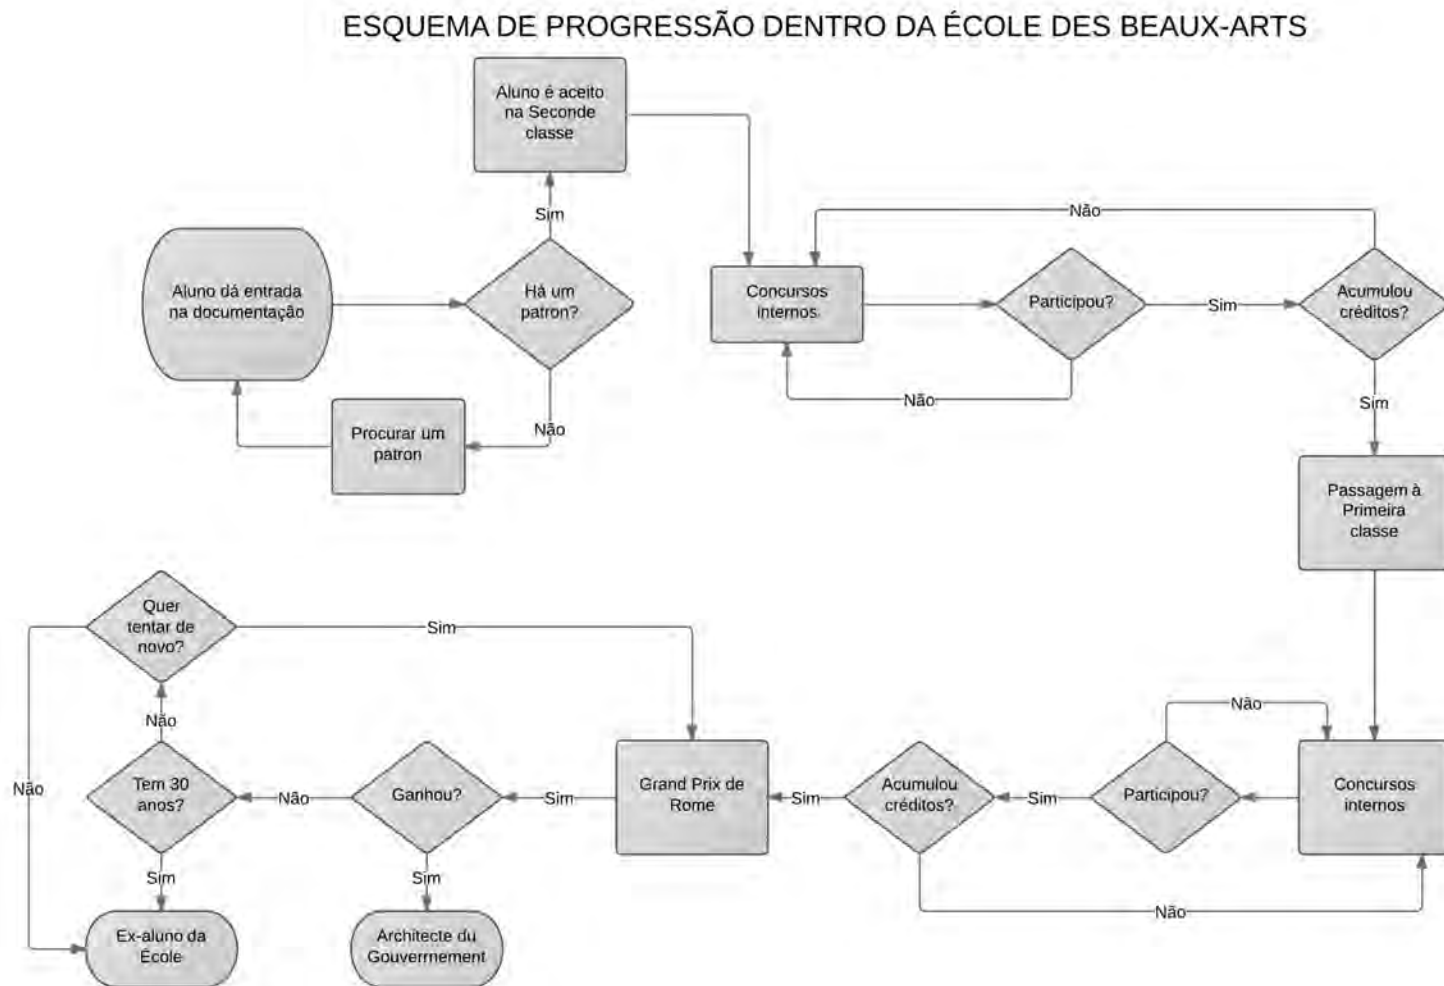 ESQUEMA DE PROGRESSÃO DENTRO DA ÉCOLE DES BEAUX-ARTS
Aluno é aceito
na Seconde
classe
Sim
Não
Aluno dá entrada
na documentação
Há um
patron?
Concursos
internos
Participou?
Sim
Acumulou
créditos?
Não
Sim
Procurar um
patron
Não
Passagem à
Primeira
classe
Quer
tentar de
novo?
Sim
Não
Não
Não
Tem 30
anos?
Não
Ganhou?
Sim
Grand Prix de
Rome
Sim
Acumulou
créditos?
Sim
Participou?
Concursos
internos
Sim
Sim
Não
Ex-aluno da
École
Architecte du
Gouverrnement